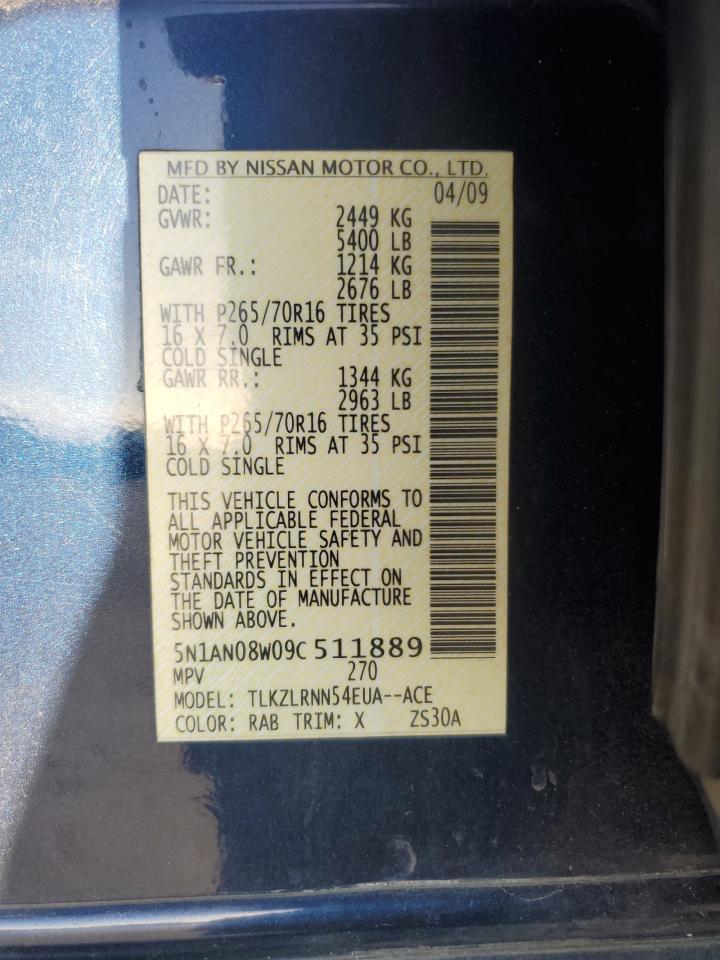 MFD BY NISSAN MOTOR CO., LTD.
DATE: 04/09
GVWR: 2449 KG
5400 LB
GAWR FR.: 1214 KG
2676 LB
WITH P265/70R16 TIRES
16 X 7.0 RIMS AT 35 PSI
COLD SINGLE
GAWR RR.: 1344 KG
2963 LB
WITH P265/70R16 TIRES
16 X 7.0 RIMS AT 35 PSI
COLD SINGLE
THIS VEHICLE CONFORMS TO
ALL APPLICABLE FEDERAL
MOTOR VEHICLE SAFETY AND
THEFT PREVENTION
STANDARDS IN EFFECT ON
THE DATE OF MANUFACTURE
SHOWN ABOVE.
5N1AN08W09C 511889
MPV 270
MODEL: TLKZLRNN54EUA--ACE
COLOR: RAB TRIM: X ZS30A